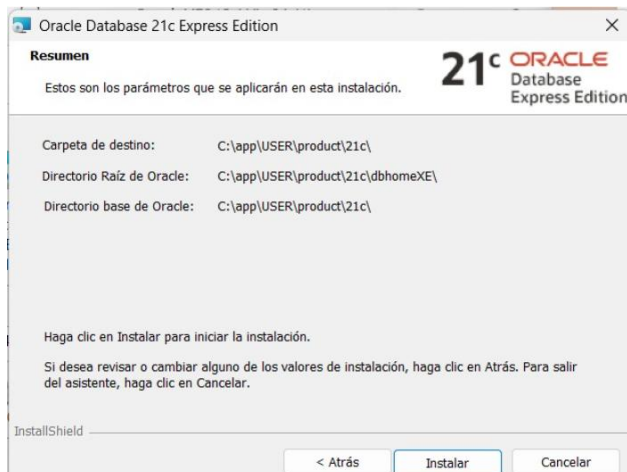 Oracle Database 21c Express Edition
Resumen
Estos son los parámetros que se aplicarán en esta instalación.
21c ORACLE
Database
Express Edition
Carpeta de destino: C:\app\USER\product\21c\
Directorio Raíz de Oracle: C:\app\USER\product\21c\dbhomeXE\
Directorio base de Oracle: C:\app\USER\product\21c\
Haga clic en Instalar para iniciar la instalación.
Si desea revisar o cambiar alguno de los valores de instalación, haga clic en Atrás. Para salir
del asistente, haga clic en Cancelar.
InstallShield
< Atrás Instalar Cancelar